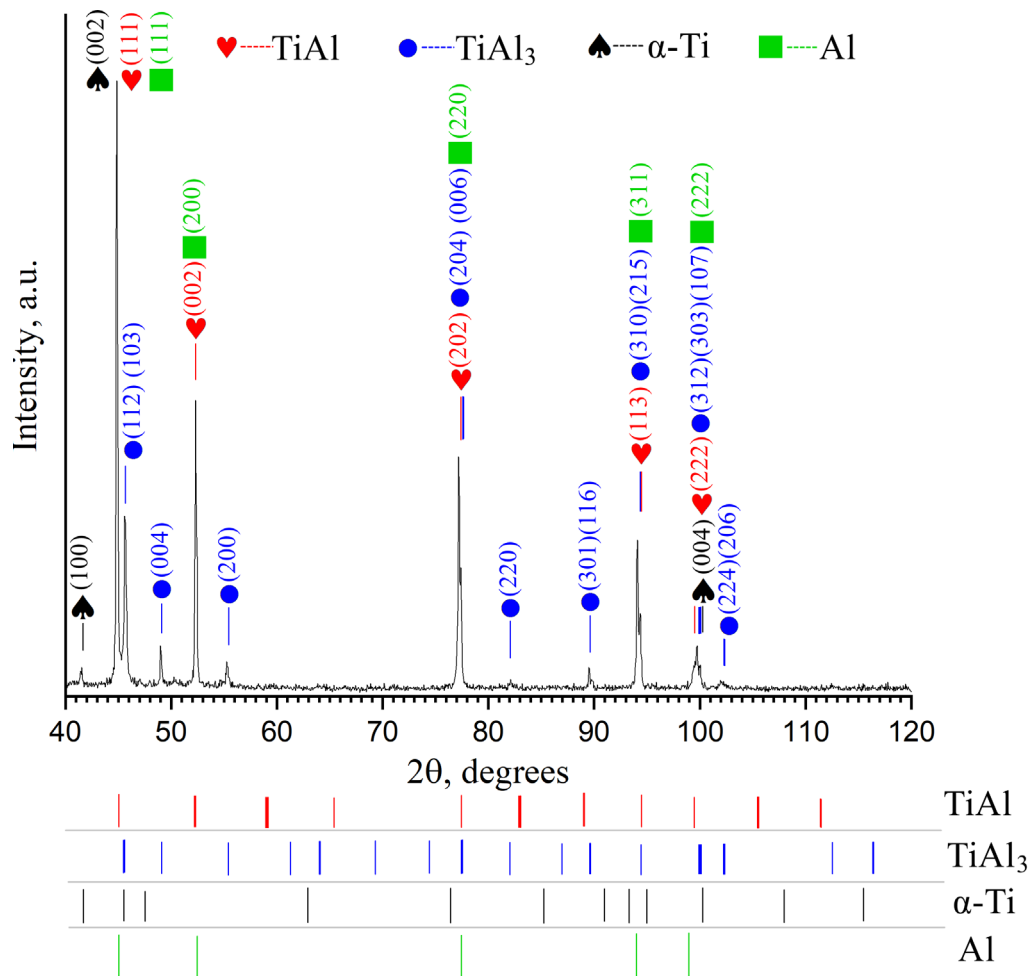 TiAl
TiAl₃
α-Ti
Al
(002)
(111)
(111)
(100)
(112) (103)
(004)
(002)
(200)
(200)
(202)
(204) (006)
(220)
(220)
(301)(116)
(113)
(310)(215)
(311)
(004)
(222)
(312)(303)(107)
(222)
(224)(206)
Intensity, a.u.
40 50 60 70 80 90 100 110 120
2θ, degrees
TiAl
TiAl₃
α-Ti
Al